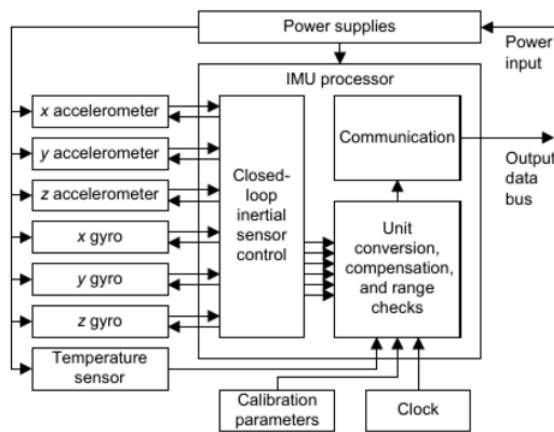 Power supplies
Power
input
IMU processor
x accelerometer
y accelerometer
z accelerometer
x gyro
y gyro
z gyro
Temperature
sensor
Closed-
loop
inertial
sensor
control
Communication
Output
data
bus
Unit
conversion,
compensation,
and range
checks
Calibration
parameters
Clock